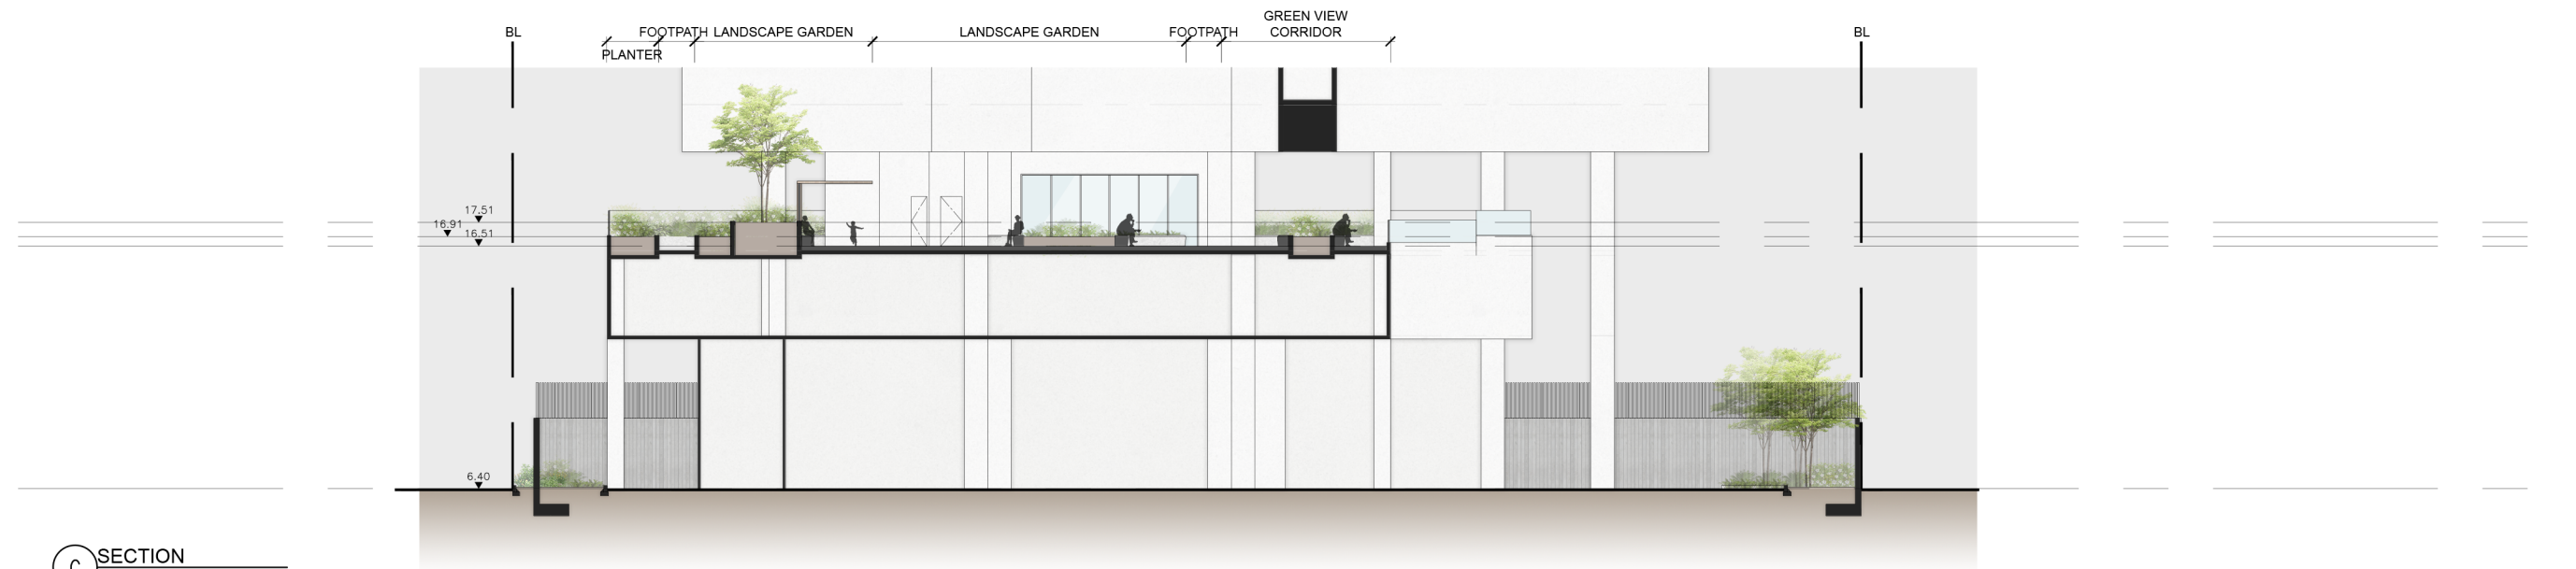 GREEN VIEW
BL
FOOTPATH
LANDSCAPE GARDEN
LANDSCAPE GARDEN
FOOTPATH
CORRIDOR
BL
PLANTER
17.51
16.91
16.51
6.40
SECTION
C